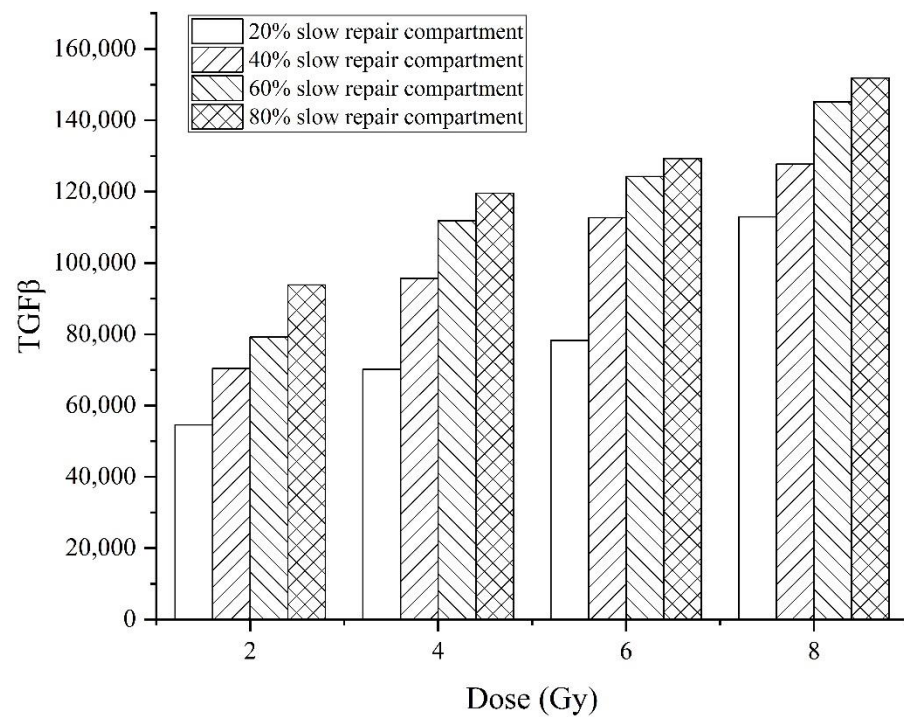 20% slow repair compartment
40% slow repair compartment
60% slow repair compartment
80% slow repair compartment
160,000
140,000
120,000
100,000
80,000
60,000
40,000
20,000
0
TGFβ
2 4 6 8
Dose (Gy)